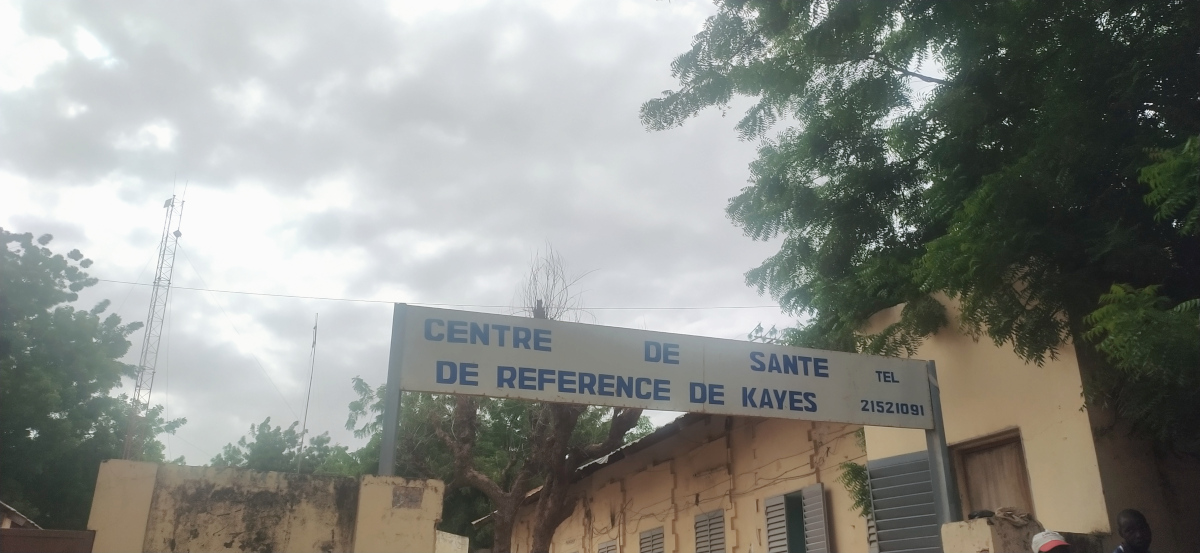 CENTRE DE SANTE
DE REFERENCE DE KAYES
TEL
21521091